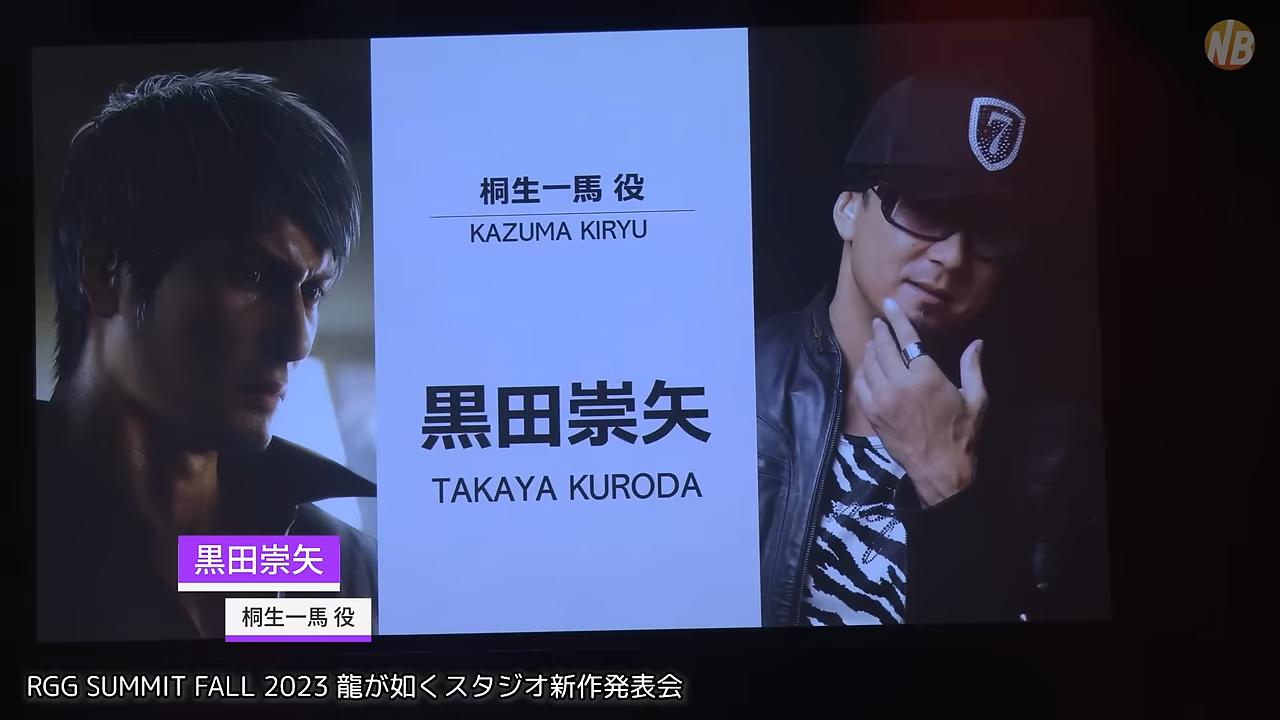 NB
7
桐生一馬 役
KAZUMA KIRYU
黒田崇矢
TAKAYA KURODA
黒田崇矢
桐生一馬 役
RGG SUMMIT FALL 2023 龍が如くスタジオ新作発表会